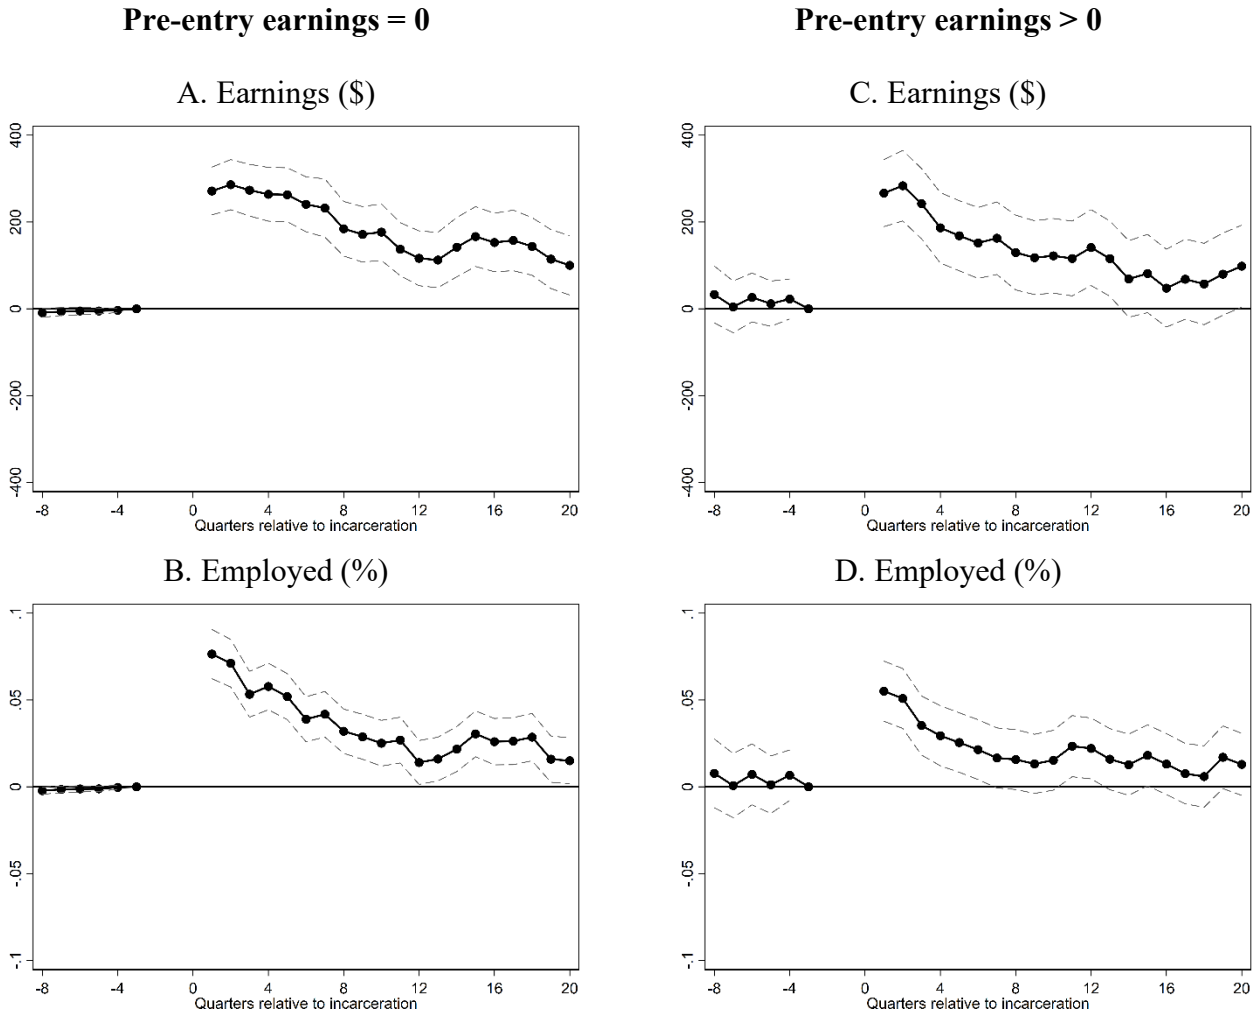 Pre-entry earnings = 0
Pre-entry earnings > 0
A. Earnings ($)
400
200
0
-200
-400
-8 -4 0 4 8 12 16 20
Quarters relative to incarceration
C. Earnings ($)
400
200
0
-200
-400
-8 -4 0 4 8 12 16 20
Quarters relative to incarceration
B. Employed (%)
.1
.05
0
-.05
-.1
-8 -4 0 4 8 12 16 20
Quarters relative to incarceration
D. Employed (%)
.1
.05
0
-.05
-.1
-8 -4 0 4 8 12 16 20
Quarters relative to incarceration